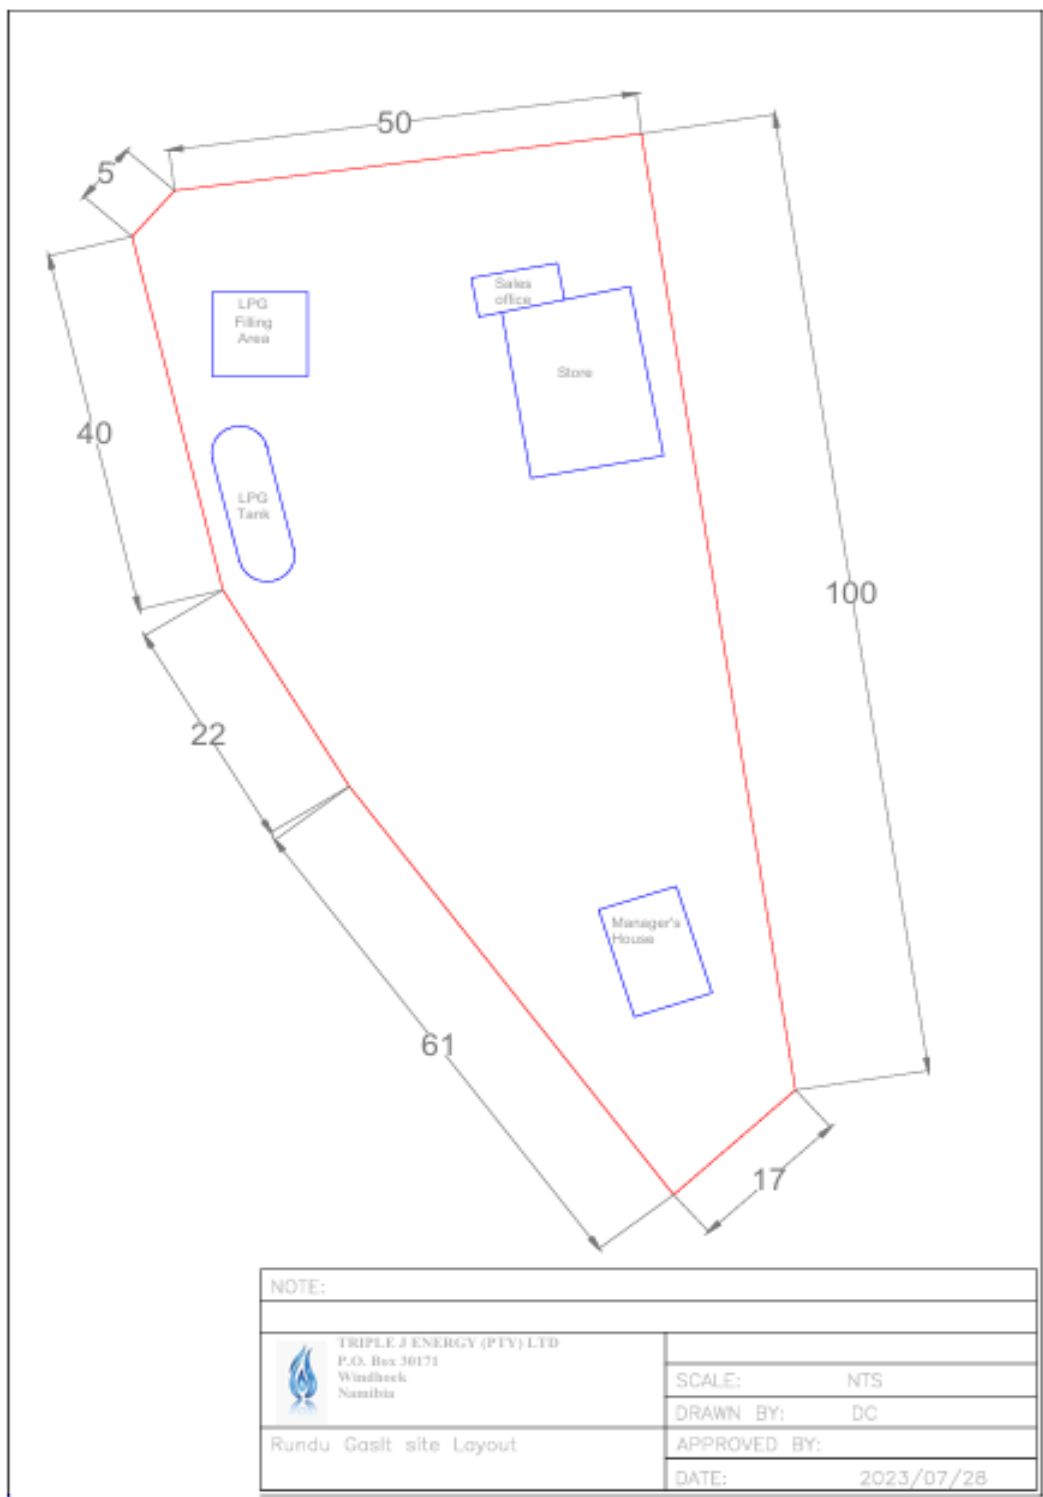 50
5
LPG
Filling
Area
Sales
office
Store
40
LPG
Tank
100
22
Manager's
House
61
17
NOTE:
TRIPLE J ENERGY (PTY) LTD
P.O. Box 30171
Windhoek
Namibia
SCALE: NTS
DRAWN BY: DC
Rundu GasIt site Layout
APPROVED BY:
DATE: 2023/07/28